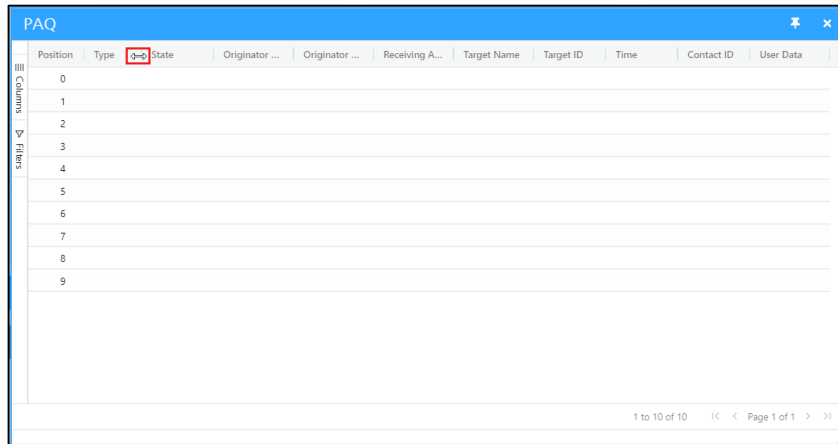 PAQ
Position Type State Originator ... Originator ... Receiving A... Target Name Target ID Time Contact ID User Data
Columns
Filters
0
1
2
3
4
5
6
7
8
9
1 to 10 of 10 Page 1 of 1